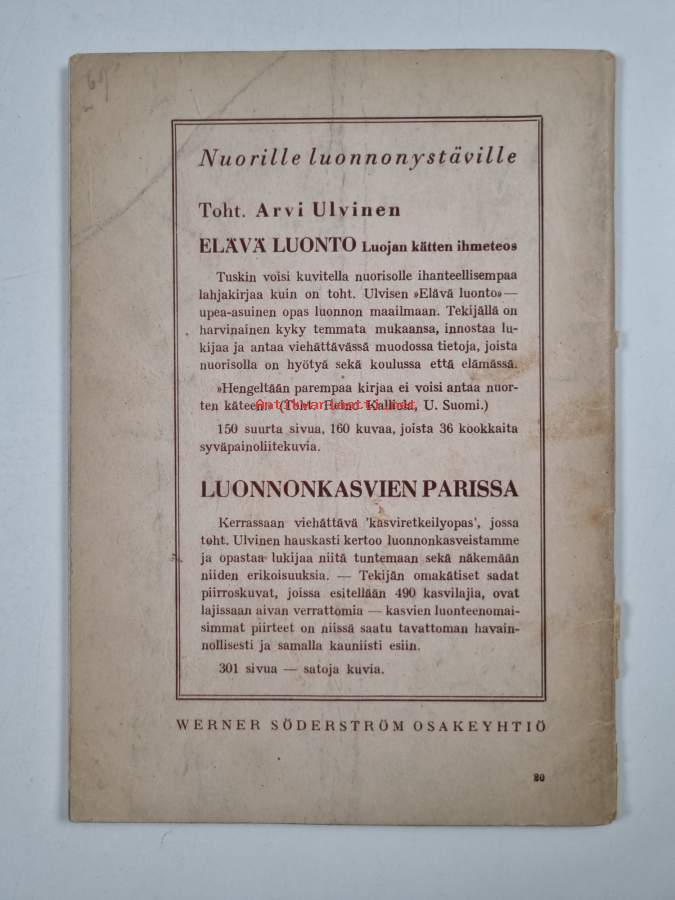 69
Nuorille luonnonystäville
Toht. Arvi Ulvinen
ELÄVÄ LUONTO Luojan kätten ihmeteos
Tuskin voisi kuvitella nuorisolle ihanteellisempaa
lahjakirjaa kuin on toht. Ulvisen »Elävä luonto» —
upea-asuinen opas luonnon maailmaan. Tekijällä on
harvinainen kyky temmata mukaansa, innostaa lu-
kijaa ja antaa viehättävässä muodossa tietoja, joista
nuorisolla on hyötyä sekä koulussa että elämässä.
»Hengeltään parempaa kirjaa ei voisi antaa nuor-
ten käteen.» (Toht. Reino Kalliola, U. Suomi.)
150 suurta sivua, 160 kuvaa, joista 36 kookkaita
syväpainoliitekuvia.
LUONNONKASVIEN PARISSA
Kerrassaan viehättävä 'kasviretkeilyopas', jossa
toht. Ulvinen hauskasti kertoo luonnonkasveistamme
ja opastaa lukijaa niitä tuntemaan sekä näkemään
niiden erikoisuuksia. — Tekijän omakätiset sadat
piirroskuvat, joissa esitellään 490 kasvilajia, ovat
lajissaan aivan verrattomia — kasvien luonteenomai-
simmat piirteet on niissä saatu tavattoman havain-
nollisesti ja samalla kauniisti esiin.
301 sivua — satoja kuvia.
WERNER SÖDERSTRÖM OSAKEYHTIÖ
80